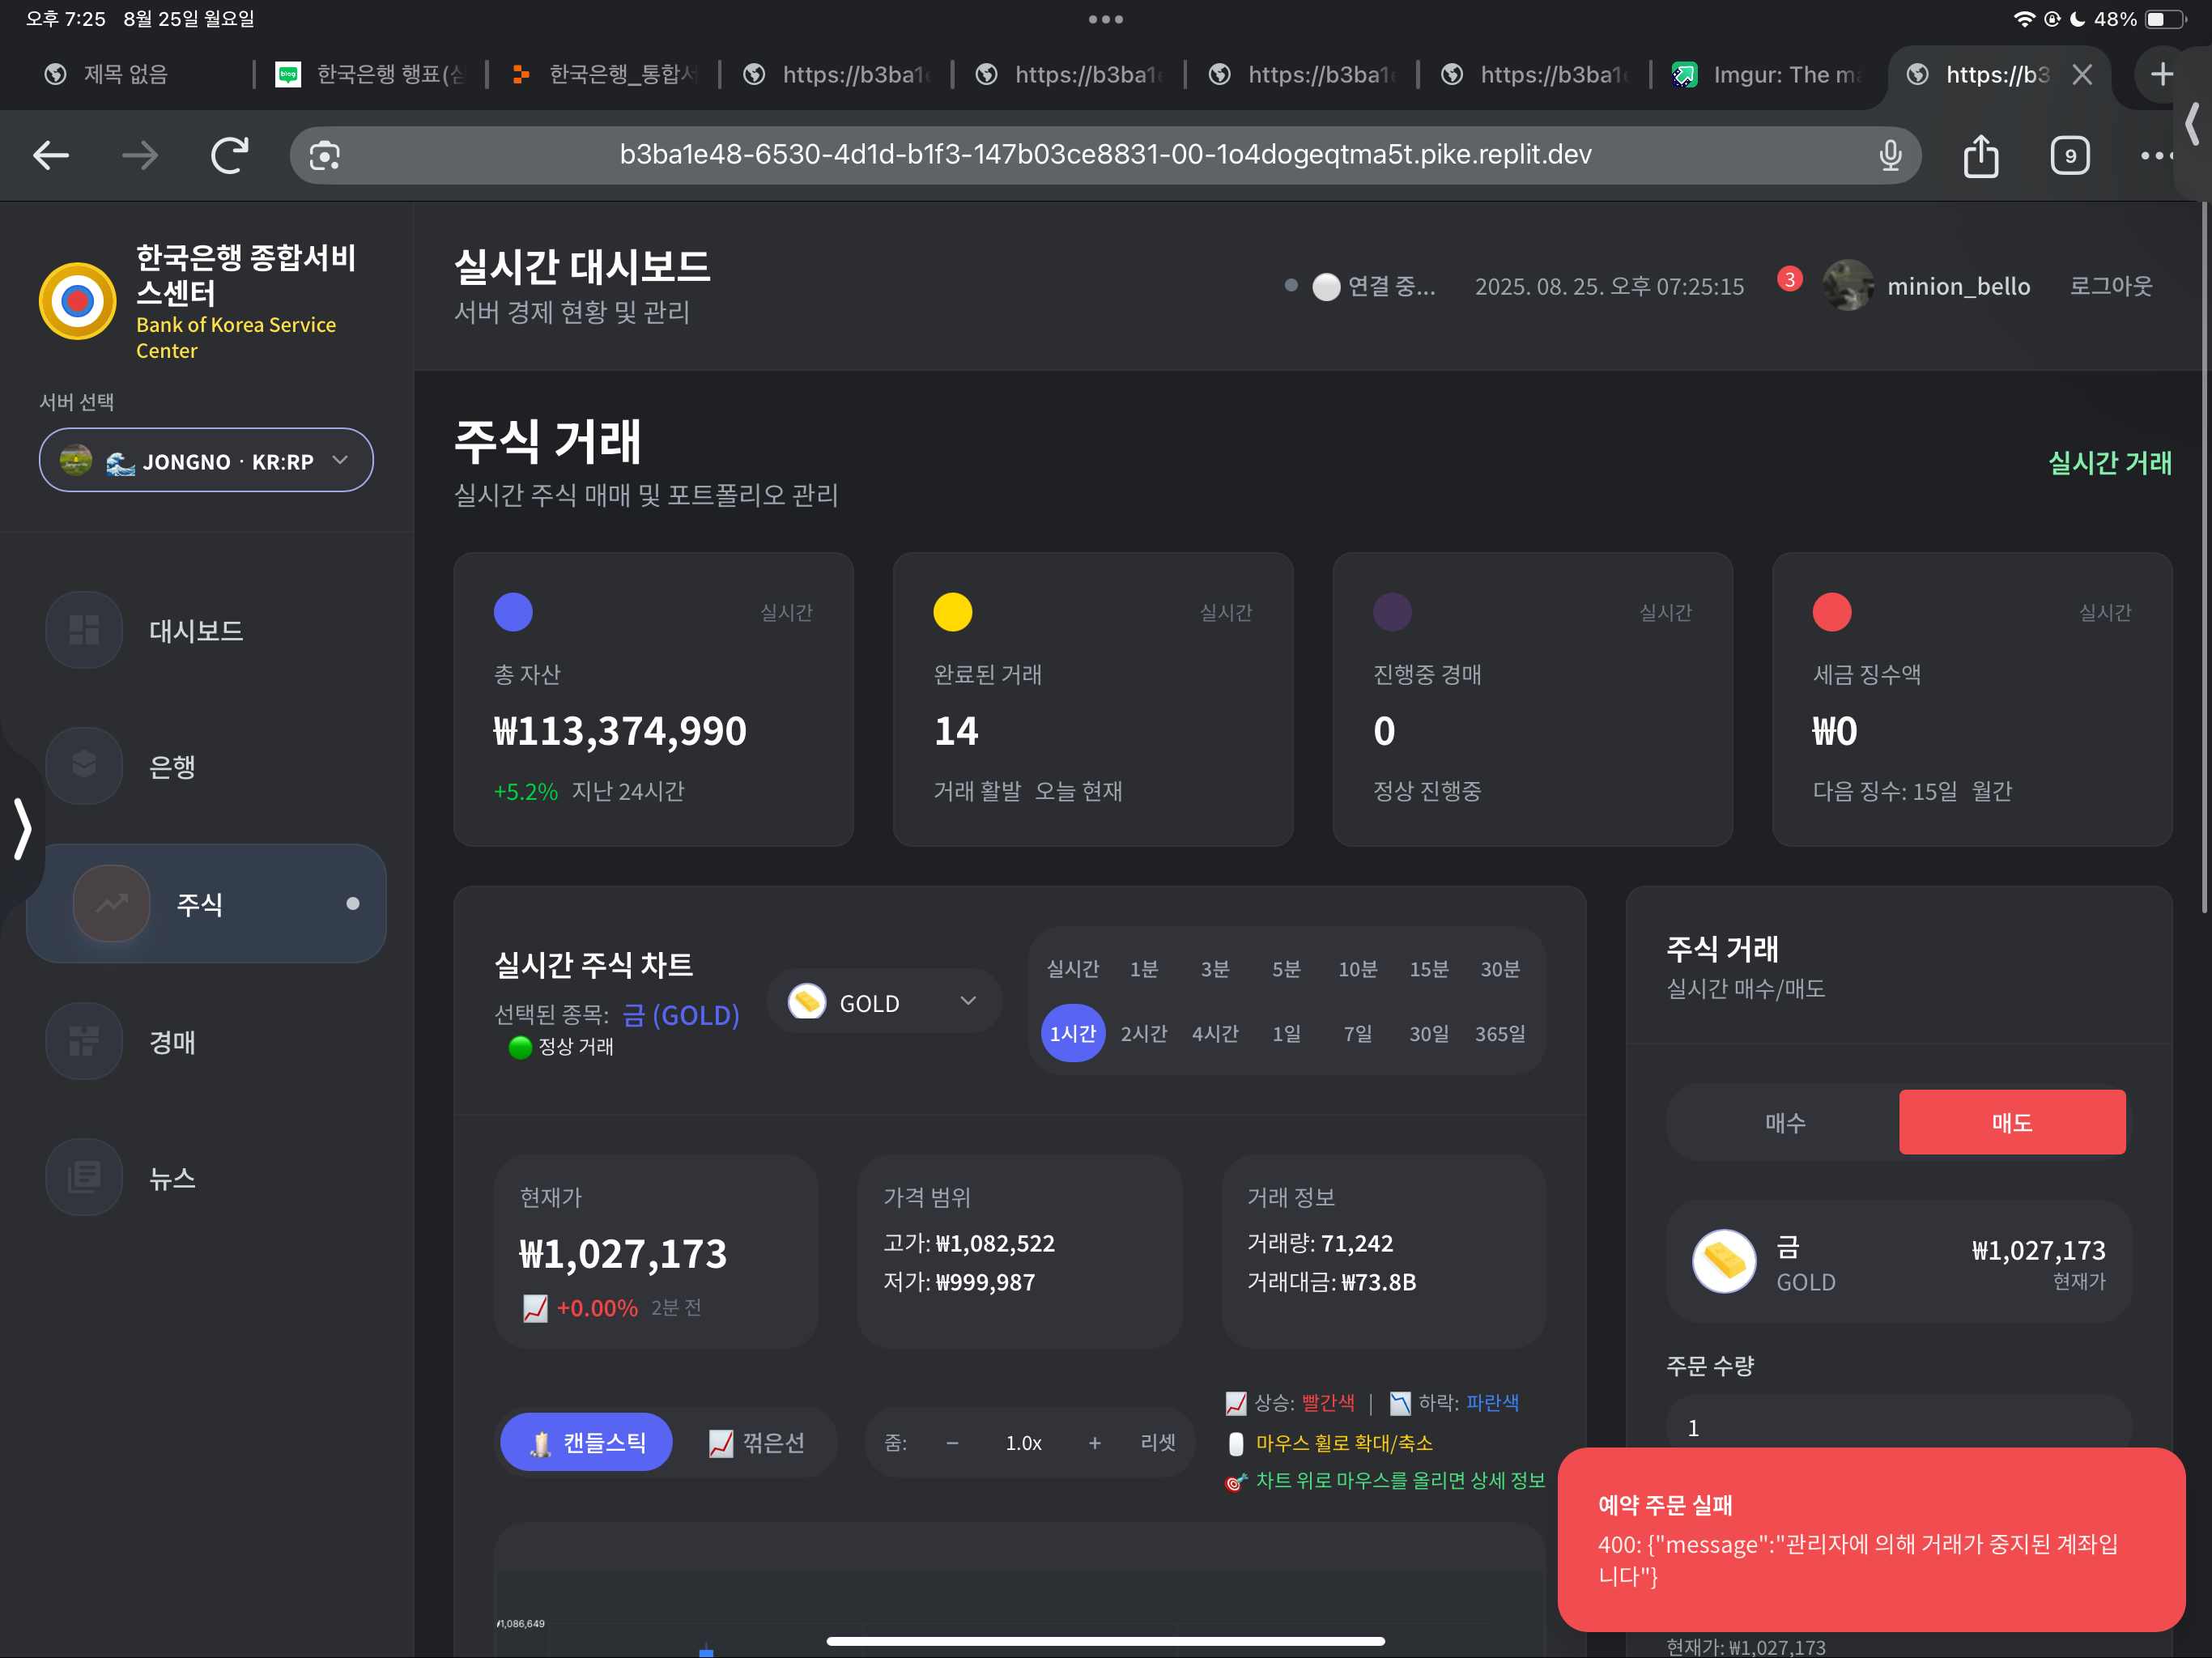 오후 7:25 8월 25일 월요일
48%
제목 없음
blog 한국은행 행표(심
한국은행_통합서
https://b3ba1e
https://b3ba1e
https://b3ba1e
https://b3ba1e
Imgur: The ma
https://b3
b3ba1e48-6530-4d1d-b1f3-147b03ce8831-00-1o4dogeqtma5t.pike.replit.dev
9
한국은행 종합서비
스센터
Bank of Korea Service
Center
서버 선택
JONGNO · KR:RP
대시보드
은행
주식
경매
뉴스
실시간 대시보드
서버 경제 현황 및 관리
연결 중...
2025. 08. 25. 오후 07:25:15
3
minion_bello
로그아웃
주식 거래
실시간 주식 매매 및 포트폴리오 관리
실시간 거래
실시간
총 자산
₩113,374,990
+5.2% 지난 24시간
실시간
완료된 거래
14
거래 활발 오늘 현재
실시간
진행중 경매
0
정상 진행중
실시간
세금 징수액
₩0
다음 징수: 15일 월간
실시간 주식 차트
선택된 종목: 금 (GOLD)
정상 거래
GOLD
실시간 1분 3분 5분 10분 15분 30분
1시간 2시간 4시간 1일 7일 30일 365일
현재가
₩1,027,173
+0.00% 2분 전
가격 범위
고가: ₩1,082,522
저가: ₩999,987
거래 정보
거래량: 71,242
거래대금: ₩73.8B
캔들스틱
꺾은선
줌: − 1.0x + 리셋
상승: 빨간색 | 하락: 파란색
마우스 휠로 확대/축소
차트 위로 마우스를 올리면 상세 정보
₩1,086,649
주식 거래
실시간 매수/매도
매수
매도
금
GOLD
₩1,027,173
현재가
주문 수량
1
예약 주문 실패
400: {"message":"관리자에 의해 거래가 중지된 계좌입
니다"}
현재가: ₩1,027,173